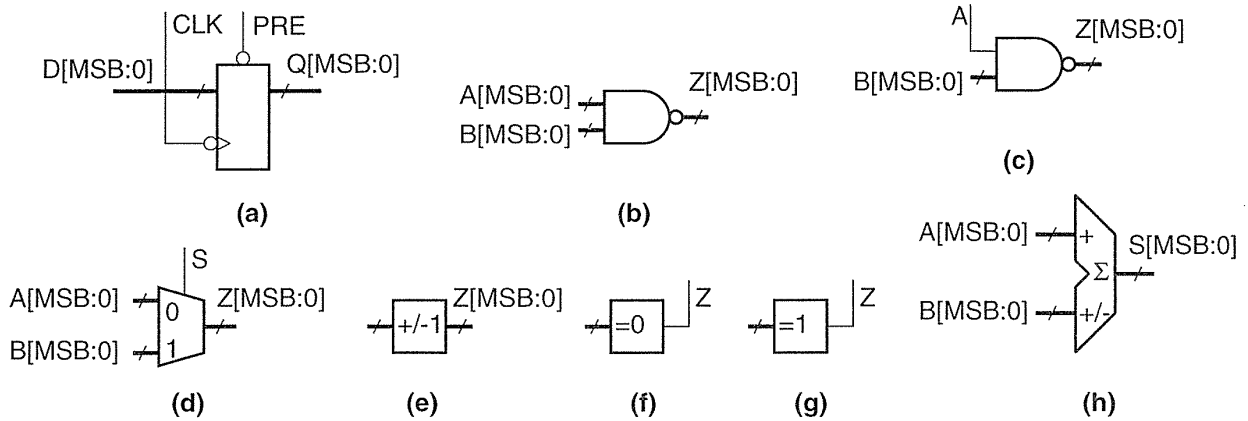 CLK PRE
D[MSB:0] Q[MSB:0]
(a)
A[MSB:0] Z[MSB:0]
B[MSB:0]
(b)
A Z[MSB:0]
B[MSB:0]
(c)
S
A[MSB:0] 0 Z[MSB:0]
B[MSB:0] 1
(d)
+/-1 Z[MSB:0]
(e)
=0 Z
(f)
=1 Z
(g)
A[MSB:0] + S[MSB:0]
Σ
B[MSB:0] +/-
(h)